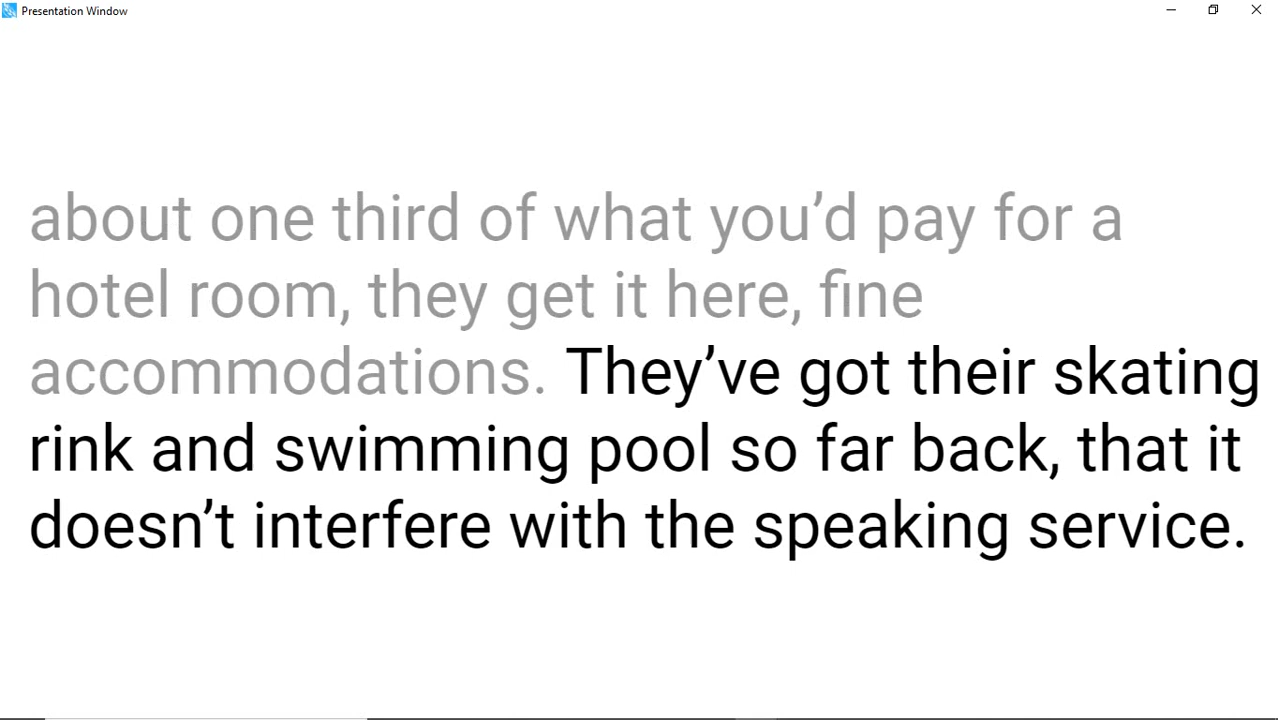 Presentation Window
about one third of what you’d pay for a
hotel room, they get it here, fine
accommodations. They’ve got their skating
rink and swimming pool so far back, that it
doesn’t interfere with the speaking service.